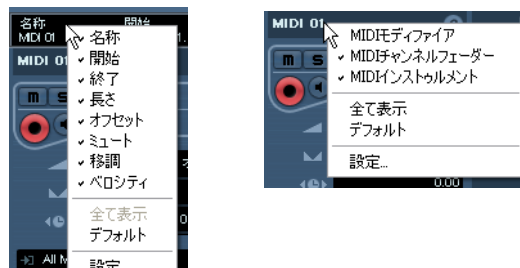 名称 開始
MIDI 01
名称
開始
終了
長さ
オフセット
ミュート
移調
ベロシティ
全て表示
デフォルト
設定
MIDI 01
m S
All M
MIDI 01
MIDIモディファイア
MIDIチャンネルフェーダー
MIDIインストゥルメント
全て表示
デフォルト
設定...
m S
0.00